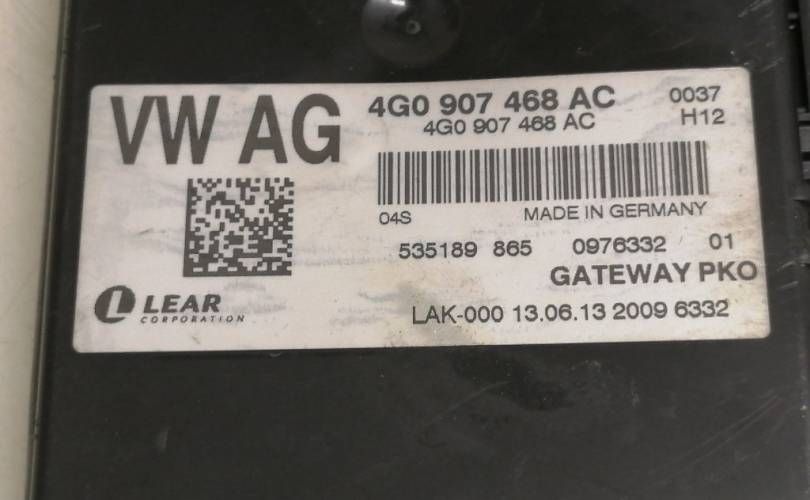 VW AG
4G0 907 468 AC 0037
4G0 907 468 AC H12
04S MADE IN GERMANY
535189 865 0976332 01
GATEWAY PKO
LEAR
CORPORATION
LAK-000 13.06.13 2009 6332